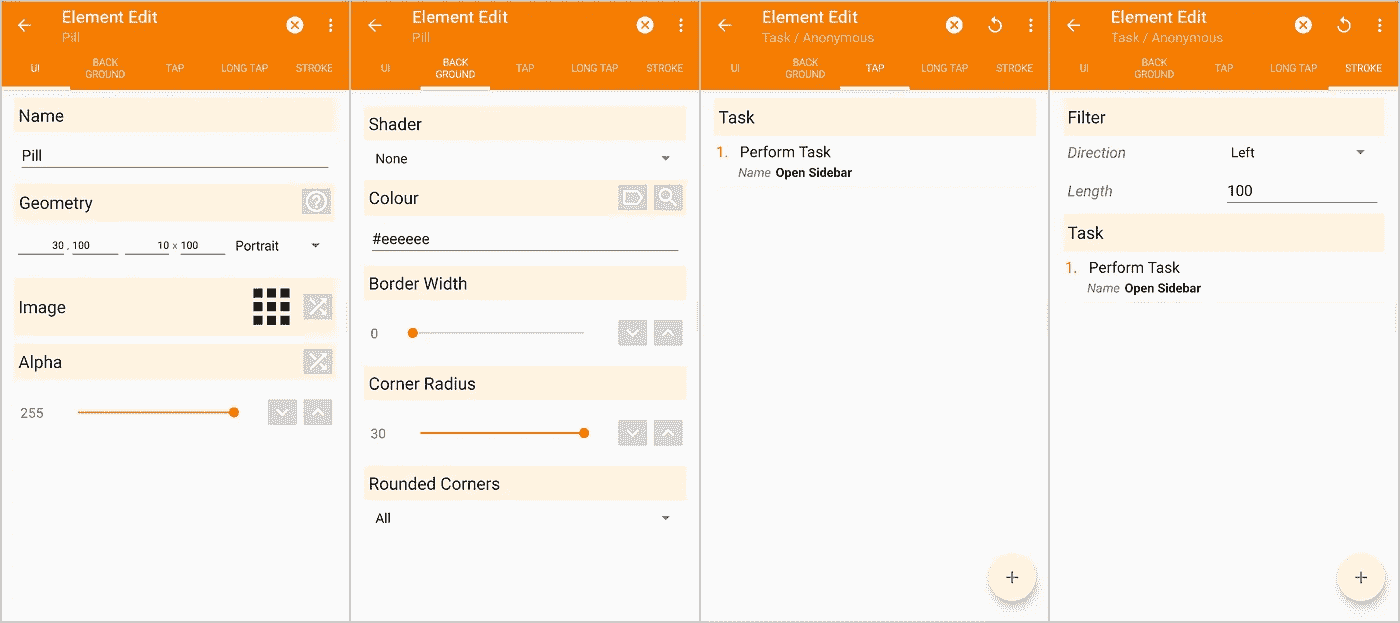 Element Edit
Pill
UI
BACK
GROUND
TAP
LONG TAP
STROKE
Name
Pill
Geometry
30 , 100
10 x 100
Portrait
Image
Alpha
255
Element Edit
Pill
UI
BACK
GROUND
TAP
LONG TAP
STROKE
Shader
None
Colour
#eeeeee
Border Width
0
Corner Radius
30
Rounded Corners
All
Element Edit
Task / Anonymous
UI
BACK
GROUND
TAP
LONG TAP
STROKE
Task
1. Perform Task
Name Open Sidebar
Element Edit
Task / Anonymous
UI
BACK
GROUND
TAP
LONG TAP
STROKE
Filter
Direction Left
Length 100
Task
1. Perform Task
Name Open Sidebar